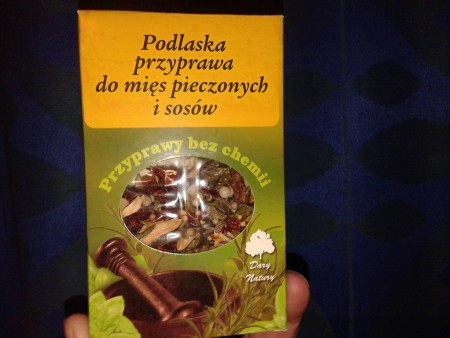 Podlaska
przyprawa
do mięs pieczonych
i sosów
Przyprawy bez chemii
Dary
Natury